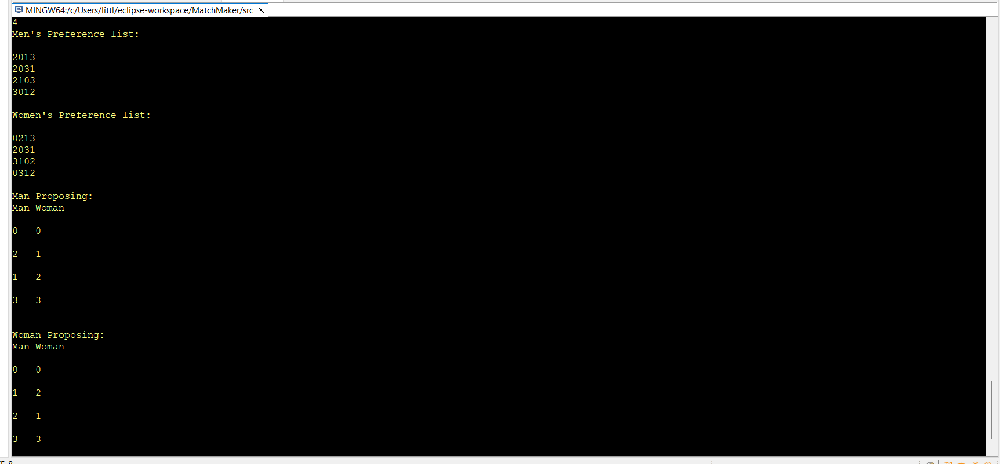 MINGW64:/c/Users/littl/eclipse-workspace/MatchMaker/src
4
Men's Preference list:
2013
2031
2103
3012
Women's Preference list:
0213
2031
3102
0312
Man Proposing:
Man Woman
0 0
2 1
1 2
3 3
Woman Proposing:
Man Woman
0 0
1 2
2 1
3 3